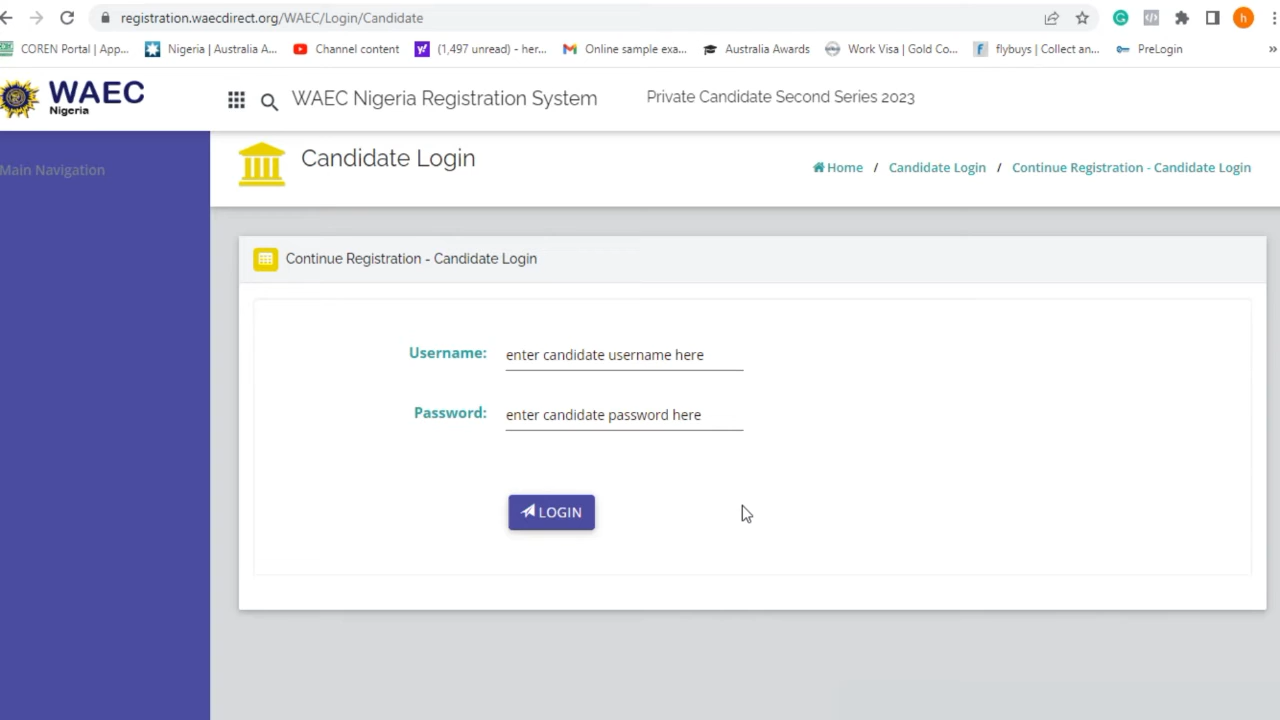 registration.waecdirect.org/WAEC/Login/Candidate
h
COREN Portal | App... Nigeria | Australia A... Channel content (1,497 unread) - her... Online sample exa... Australia Awards Work Visa | Gold Co... flybuys | Collect an... PreLogin »
WAEC
Nigeria
WAEC Nigeria Registration System Private Candidate Second Series 2023
Main Navigation
Candidate Login
Home / Candidate Login / Continue Registration - Candidate Login
Continue Registration - Candidate Login
Username: enter candidate username here
Password: enter candidate password here
LOGIN